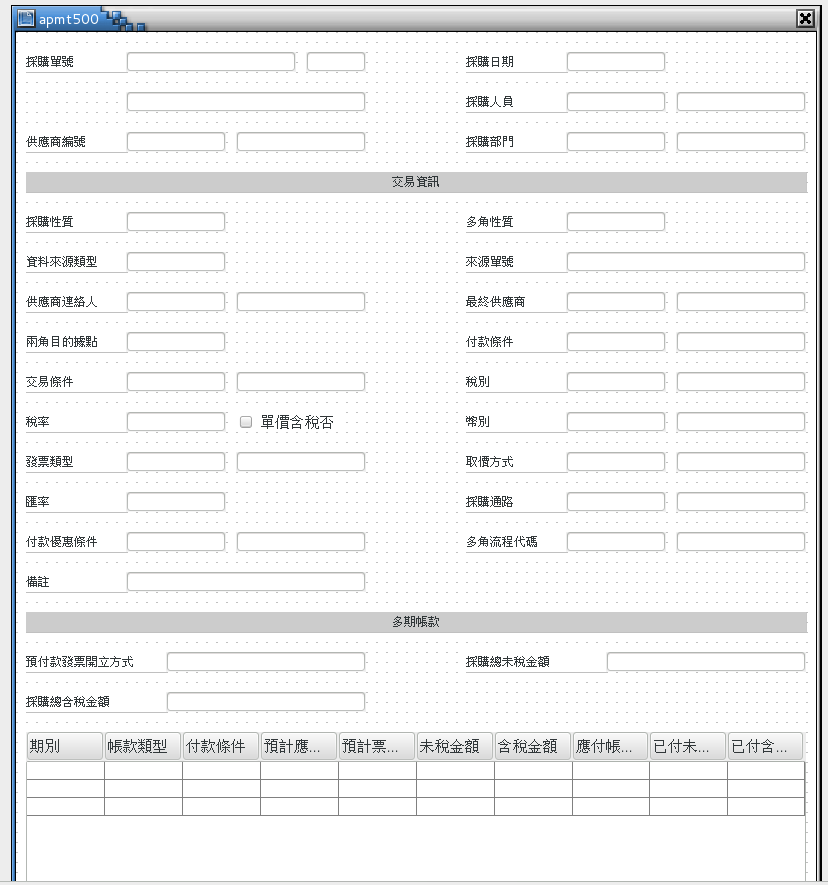 apmt500
採購單號 採購日期
採購人員
供應商編號 採購部門
交易資訊
採購性質 多角性質
資料來源類型 來源單號
供應商連絡人 最終供應商
兩角目的據點 付款條件
交易條件 稅別
稅率 單價含稅否 幣別
發票類型 取價方式
匯率 採購通路
付款優惠條件 多角流程代碼
備註
多期帳款
預付款發票開立方式 採購總未稅金額
採購總含稅金額
期別 帳款類型 付款條件 預計應... 預計票... 未稅金額 含稅金額 應付帳... 已付未... 已付含...